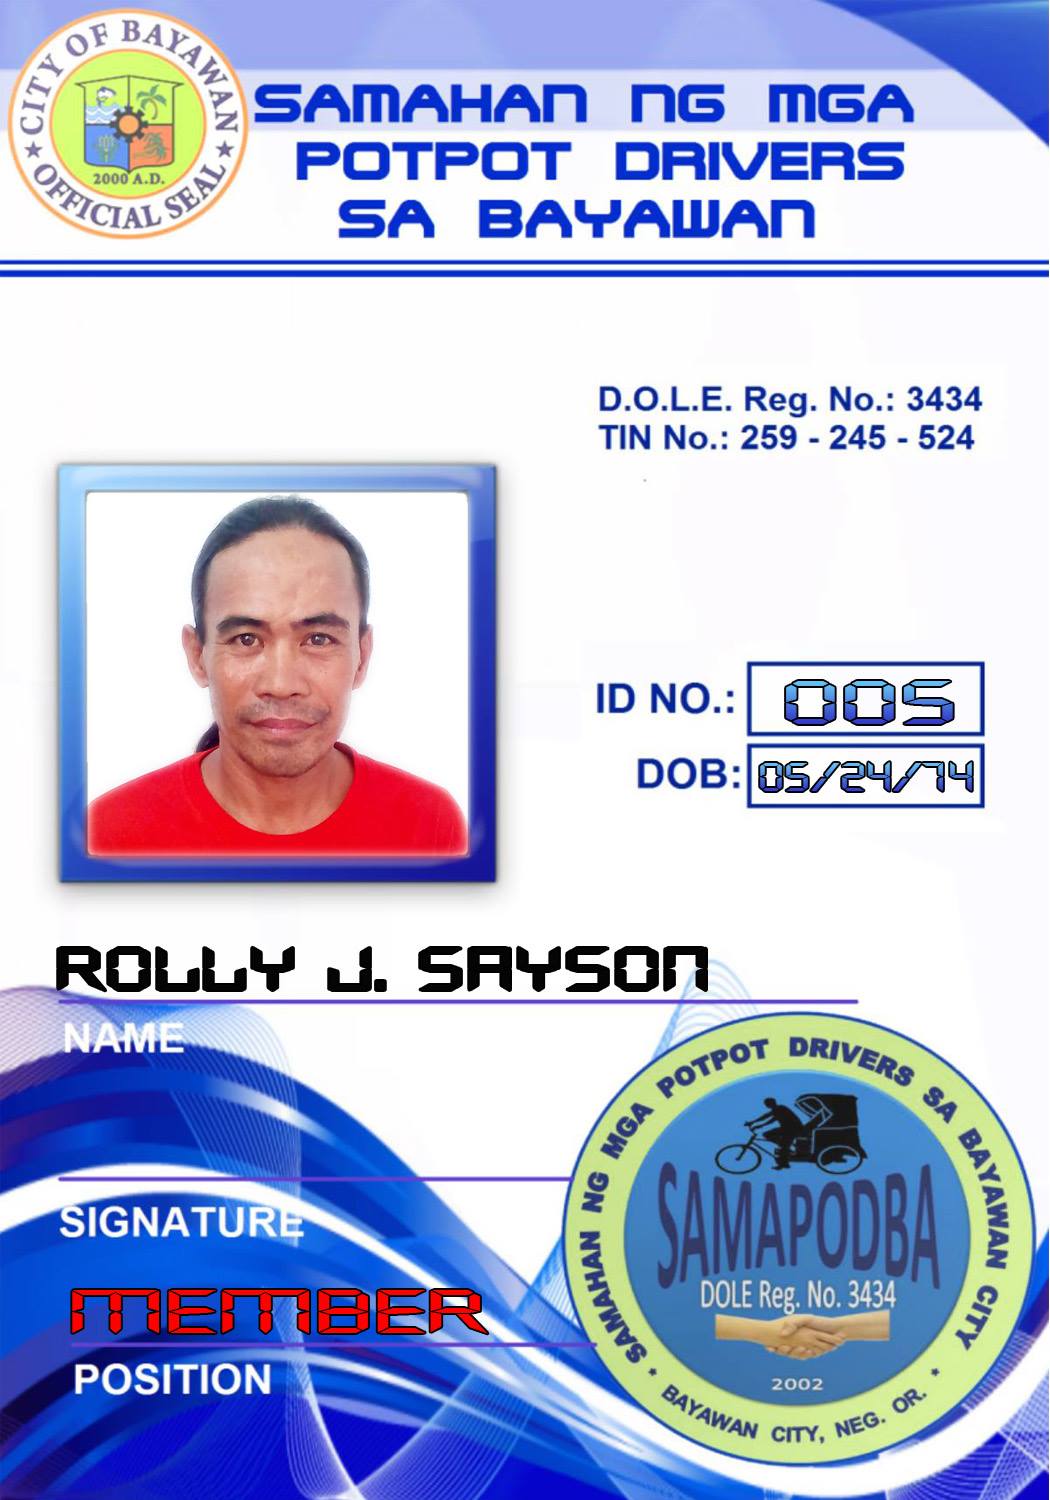 CITY OF BAYAWAN
2000 A.D.
★ OFFICIAL SEAL ★
SAMAHAN NG MGA
POTPOT DRIVERS
SA BAYAWAN
D.O.L.E. Reg. No.: 3434
TIN No.: 259 - 245 - 524
ID NO.: 005
DOB: 05/24/74
ROLLY J. SAYSON
NAME
SIGNATURE
MEMBER
POSITION
SAMAHAN NG MGA POTPOT DRIVERS SA BAYAWAN CITY
SAMAPODBA
DOLE Reg. No. 3434
2002
• BAYAWAN CITY, NEG. OR. •